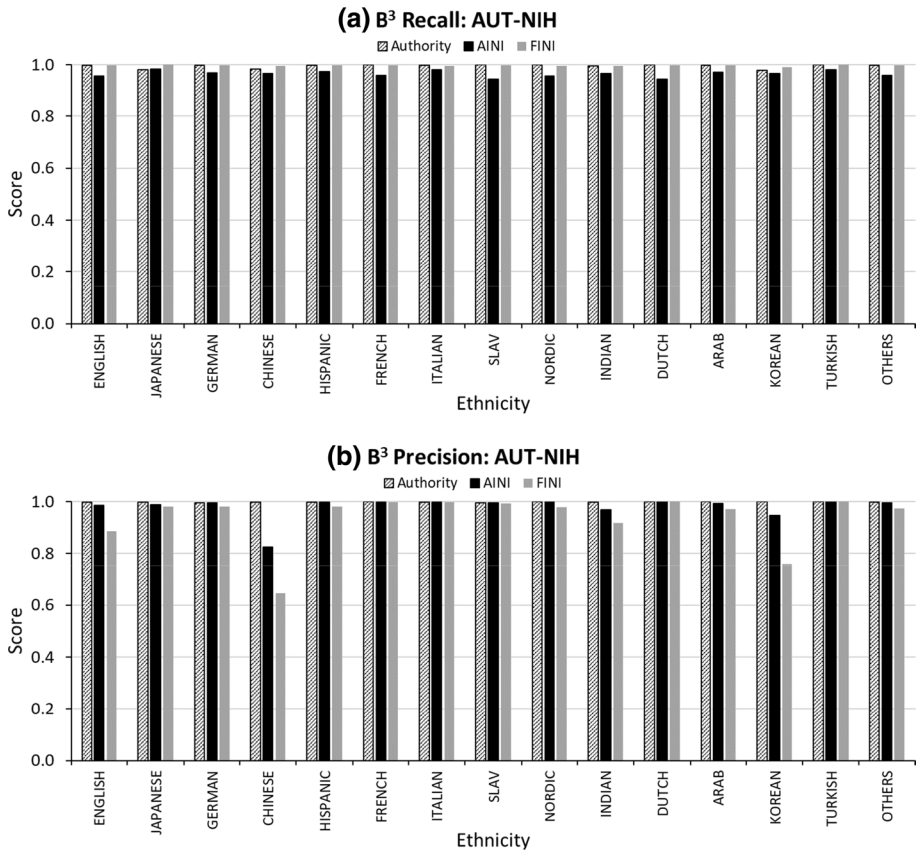 (a) B³ Recall: AUT-NIH
Authority AINI FINI
1.0
0.8
0.6
0.4
0.2
0.0
Score
ENGLISH
JAPANESE
GERMAN
CHINESE
HISPANIC
FRENCH
ITALIAN
SLAV
NORDIC
INDIAN
DUTCH
ARAB
KOREAN
TURKISH
OTHERS
Ethnicity
(b) B³ Precision: AUT-NIH
Authority AINI FINI
1.0
0.8
0.6
0.4
0.2
0.0
Score
ENGLISH
JAPANESE
GERMAN
CHINESE
HISPANIC
FRENCH
ITALIAN
SLAV
NORDIC
INDIAN
DUTCH
ARAB
KOREAN
TURKISH
OTHERS
Ethnicity